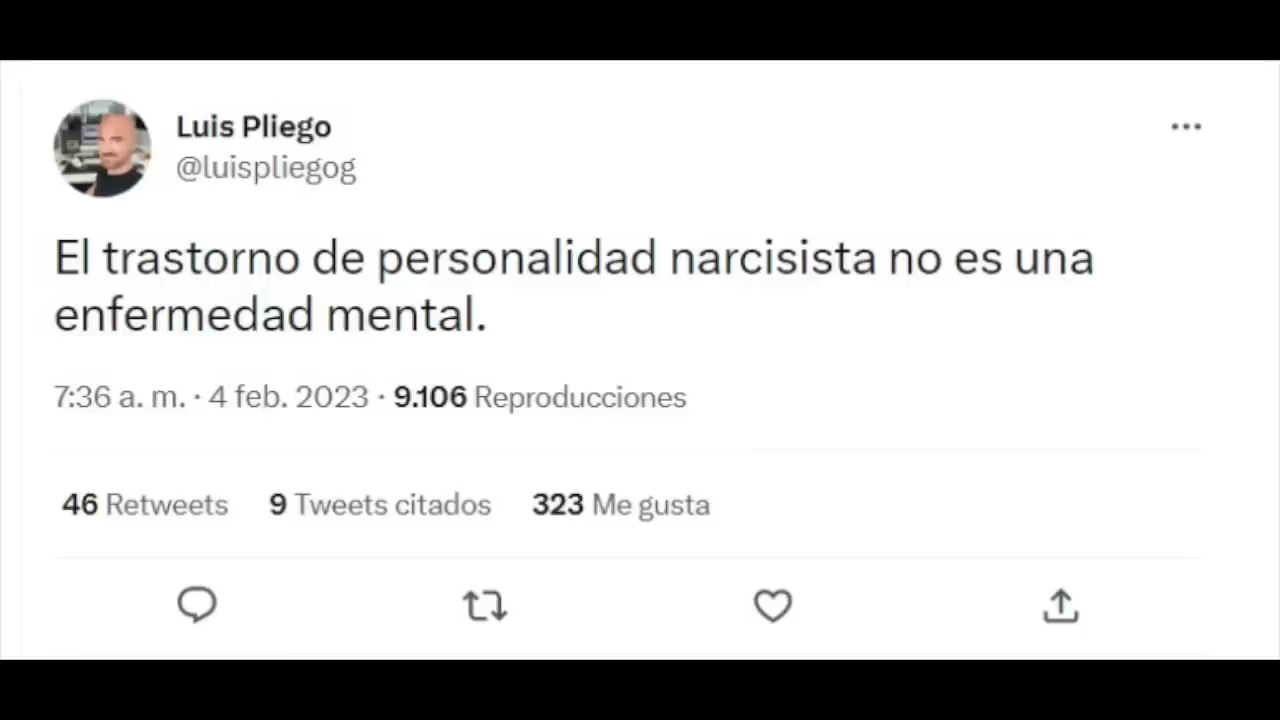 Luis Pliego
@luispliegog
El trastorno de personalidad narcisista no es una
enfermedad mental.
7:36 a. m. · 4 feb. 2023 · 9.106 Reproducciones
46 Retweets 9 Tweets citados 323 Me gusta